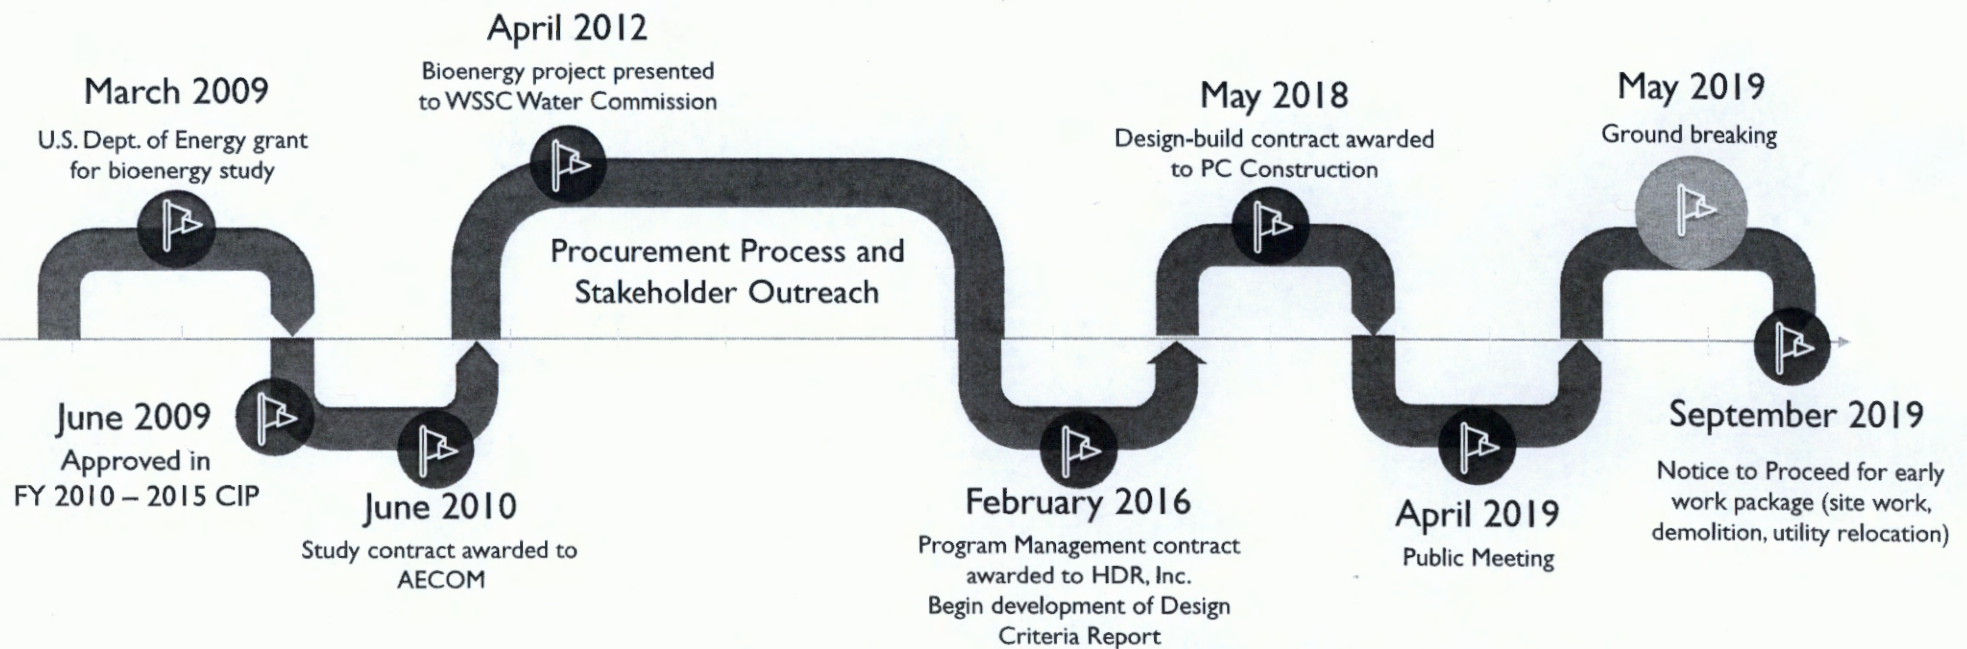 March 2009
U.S. Dept. of Energy grant
for bioenergy study
June 2009
Approved in
FY 2010 – 2015 CIP
June 2010
Study contract awarded to
AECOM
April 2012
Bioenergy project presented
to WSSC Water Commission
Procurement Process and
Stakeholder Outreach
February 2016
Program Management contract
awarded to HDR, Inc.
Begin development of Design
Criteria Report
May 2018
Design-build contract awarded
to PC Construction
April 2019
Public Meeting
May 2019
Ground breaking
September 2019
Notice to Proceed for early
work package (site work,
demolition, utility relocation)